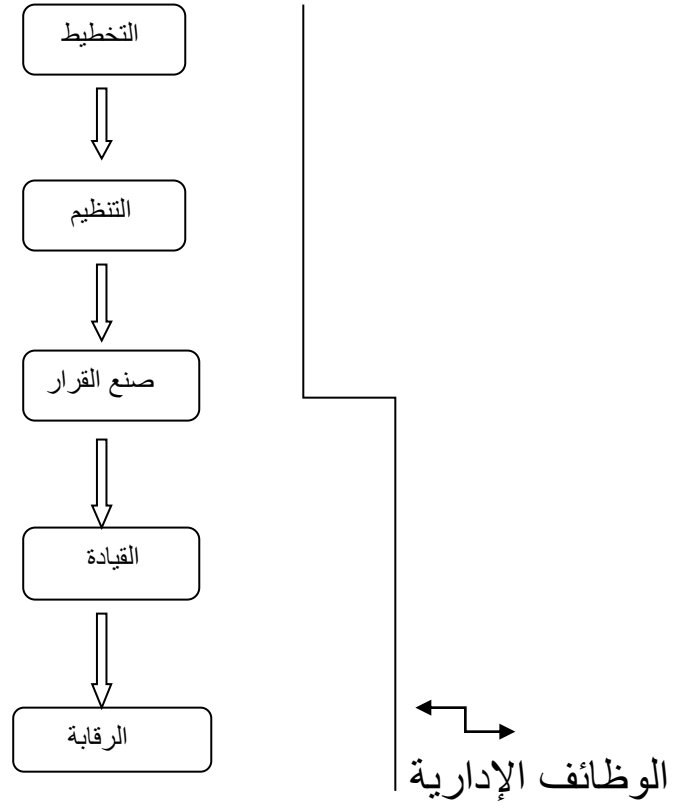 التخطيط
التنظيم
صنع القرار
القيادة
الرقابة
الوظائف الإدارية